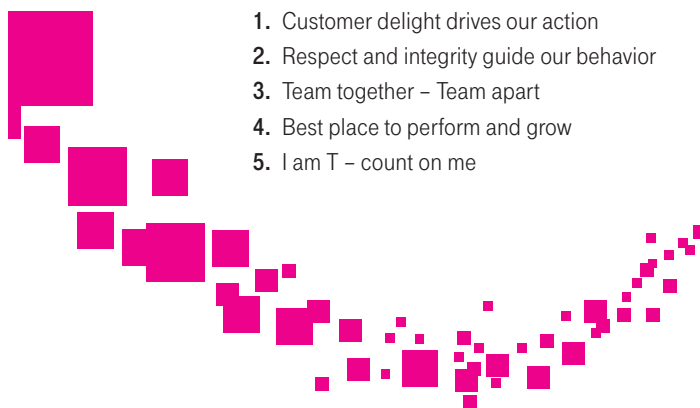 1. Customer delight drives our action
2. Respect and integrity guide our behavior
3. Team together – Team apart
4. Best place to perform and grow
5. I am T – count on me